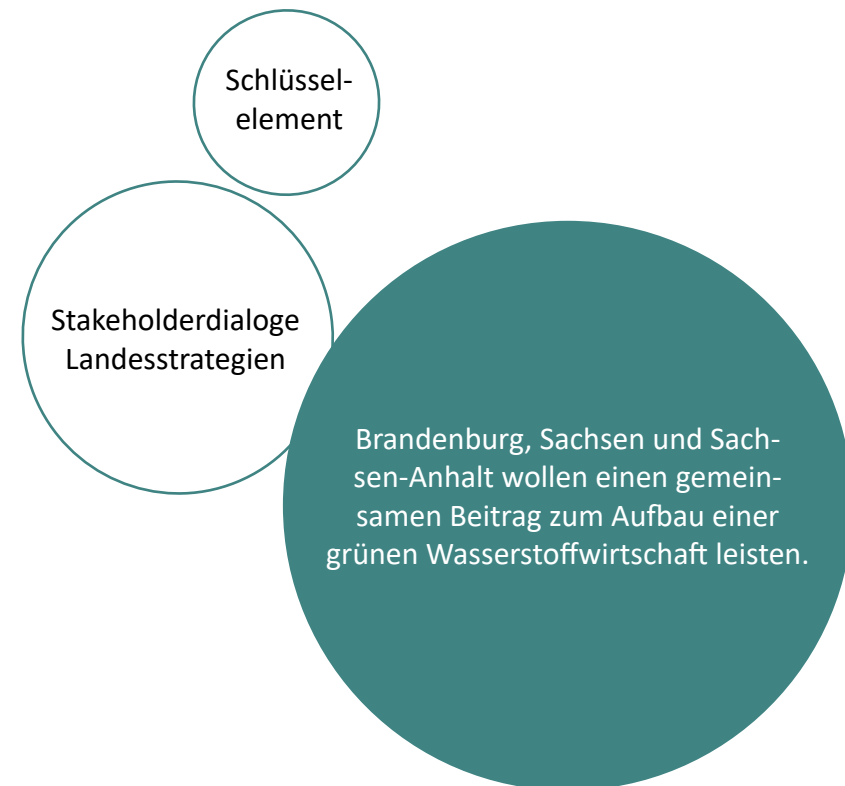 Schlüssel-
element
Stakeholderdialoge
Landesstrategien
Brandenburg, Sachsen und Sach-
sen-Anhalt wollen einen gemein-
samen Beitrag zum Aufbau einer
grünen Wasserstoffwirtschaft leisten.